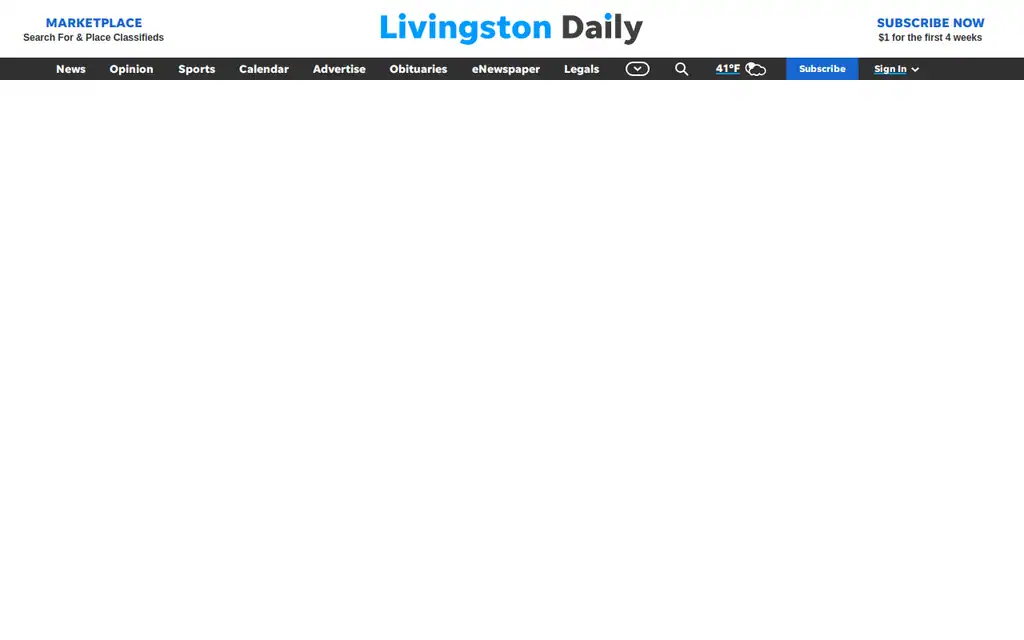 MARKETPLACE
Search For & Place Classifieds
Livingston Daily
SUBSCRIBE NOW
$1 for the first 4 weeks
News Opinion Sports Calendar Advertise Obituaries eNewspaper Legals 41°F Subscribe Sign In